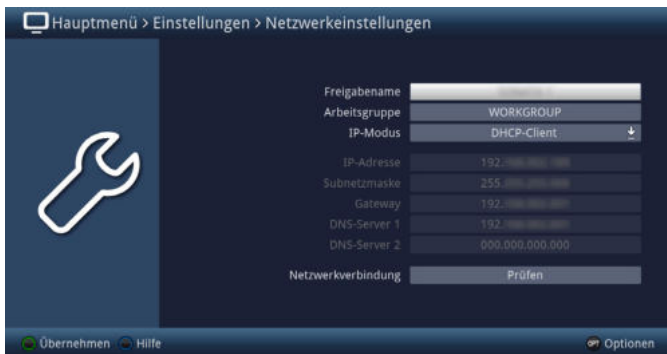 Hauptmenü > Einstellungen > Netzwerkeinstellungen
Freigabename
Arbeitsgruppe WORKGROUP
IP-Modus DHCP-Client
IP-Adresse 192.
Subnetzmaske 255.
Gateway 192.
DNS-Server 1 192.
DNS-Server 2 000.000.000.000
Netzwerkverbindung Prüfen
Übernehmen Hilfe OPT Optionen